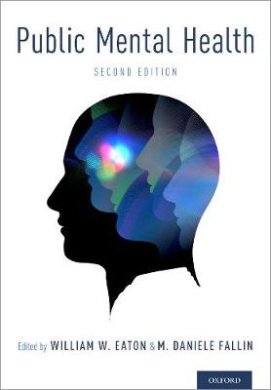 Public Mental Health
SECOND EDITION
Edited by WILLIAM W. EATON & M. DANIELE FALLIN
OXFORD